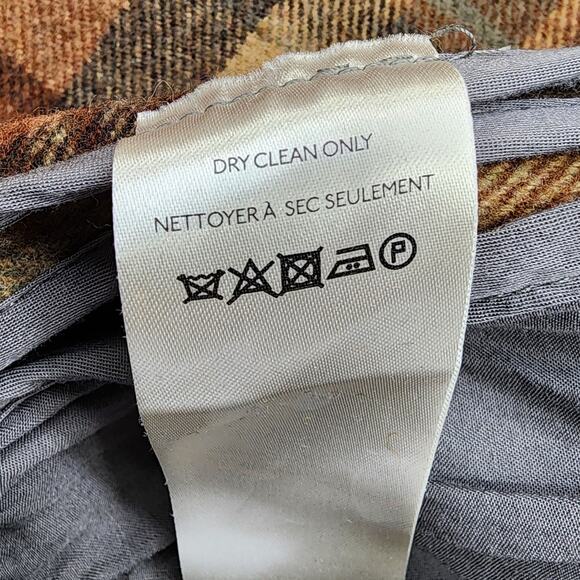 DRY CLEAN ONLY
NETTOYER À SEC SEULEMENT
P